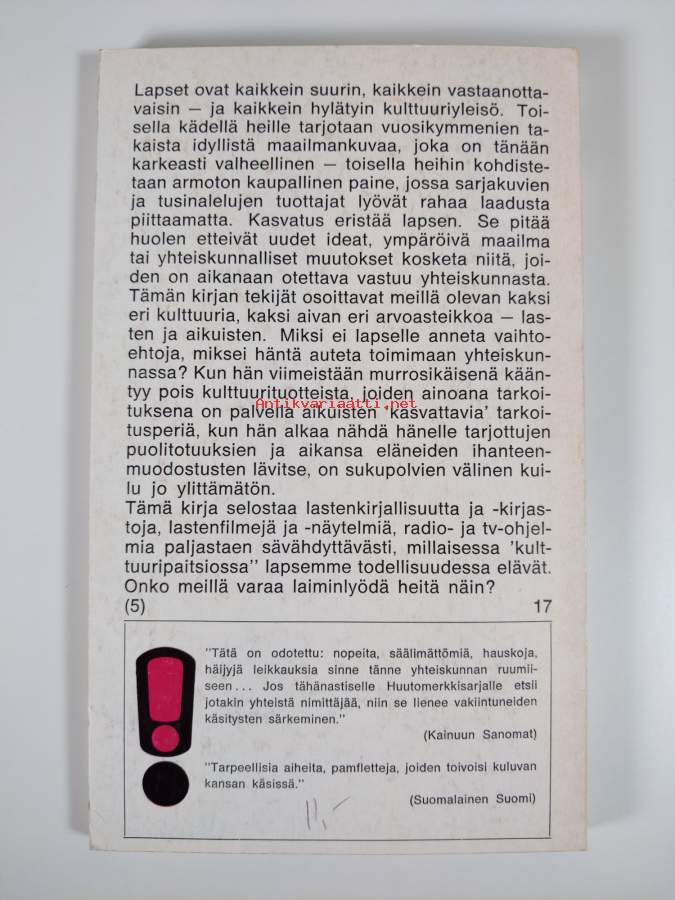 Lapset ovat kaikkein suurin, kaikkein vastaanotta-
vaisin – ja kaikkein hylätyin kulttuuriyleisö. Toi-
sella kädellä heille tarjotaan vuosikymmenien ta-
kaista idyllistä maailmankuvaa, joka on tänään
karkeasti valheellinen – toisella heihin kohdiste-
taan armoton kaupallinen paine, jossa sarjakuvien
ja tusinalelujen tuottajat lyövät rahaa laadusta
piittaamatta. Kasvatus eristää lapsen. Se pitää
huolen etteivät uudet ideat, ympäröivä maailma
tai yhteiskunnalliset muutokset kosketa niitä, joi-
den on aikanaan otettava vastuu yhteiskunnasta.
Tämän kirjan tekijät osoittavat meillä olevan kaksi
eri kulttuuria, kaksi aivan eri arvoasteikkoa – las-
ten ja aikuisten. Miksi ei lapselle anneta vaihto-
ehtoja, miksei häntä auteta toimimaan yhteiskun-
nassa? Kun hän viimeistään murrosikäisenä kään-
tyy pois kulttuurituotteista, joiden ainoana tarkoi-
Antikvariaatti.net
tuksena on palvella aikuisten 'kasvattavia' tarkoi-
tusperiä, kun hän alkaa nähdä hänelle tarjottujen
puolitotuuksien ja aikansa eläneiden ihanteen-
muodostusten lävitse, on sukupolvien välinen kui-
lu jo ylittämätön.
Tämä kirja selostaa lastenkirjallisuutta ja -kirjas-
toja, lastenfilmejä ja -näytelmiä, radio- ja tv-ohjel-
mia paljastaen sävähdyttävästi, millaisessa 'kult-
tuuripaitsiossa'' lapsemme todellisuudessa elävät.
Onko meillä varaa laiminlyödä heitä näin?
(5) 17
"Tätä on odotettu: nopeita, säälimättömiä, hauskoja,
häijyjä leikkauksia sinne tänne yhteiskunnan ruumii-
seen... Jos tähänastiselle Huutomerkkisarjalle etsii
jotakin yhteistä nimittäjää, niin se lienee vakiintuneiden
käsitysten särkeminen."
(Kainuun Sanomat)
"Tarpeellisia aiheita, pamfletteja, joiden toivoisi kuluvan
kansan käsissä."
(Suomalainen Suomi)
11,-